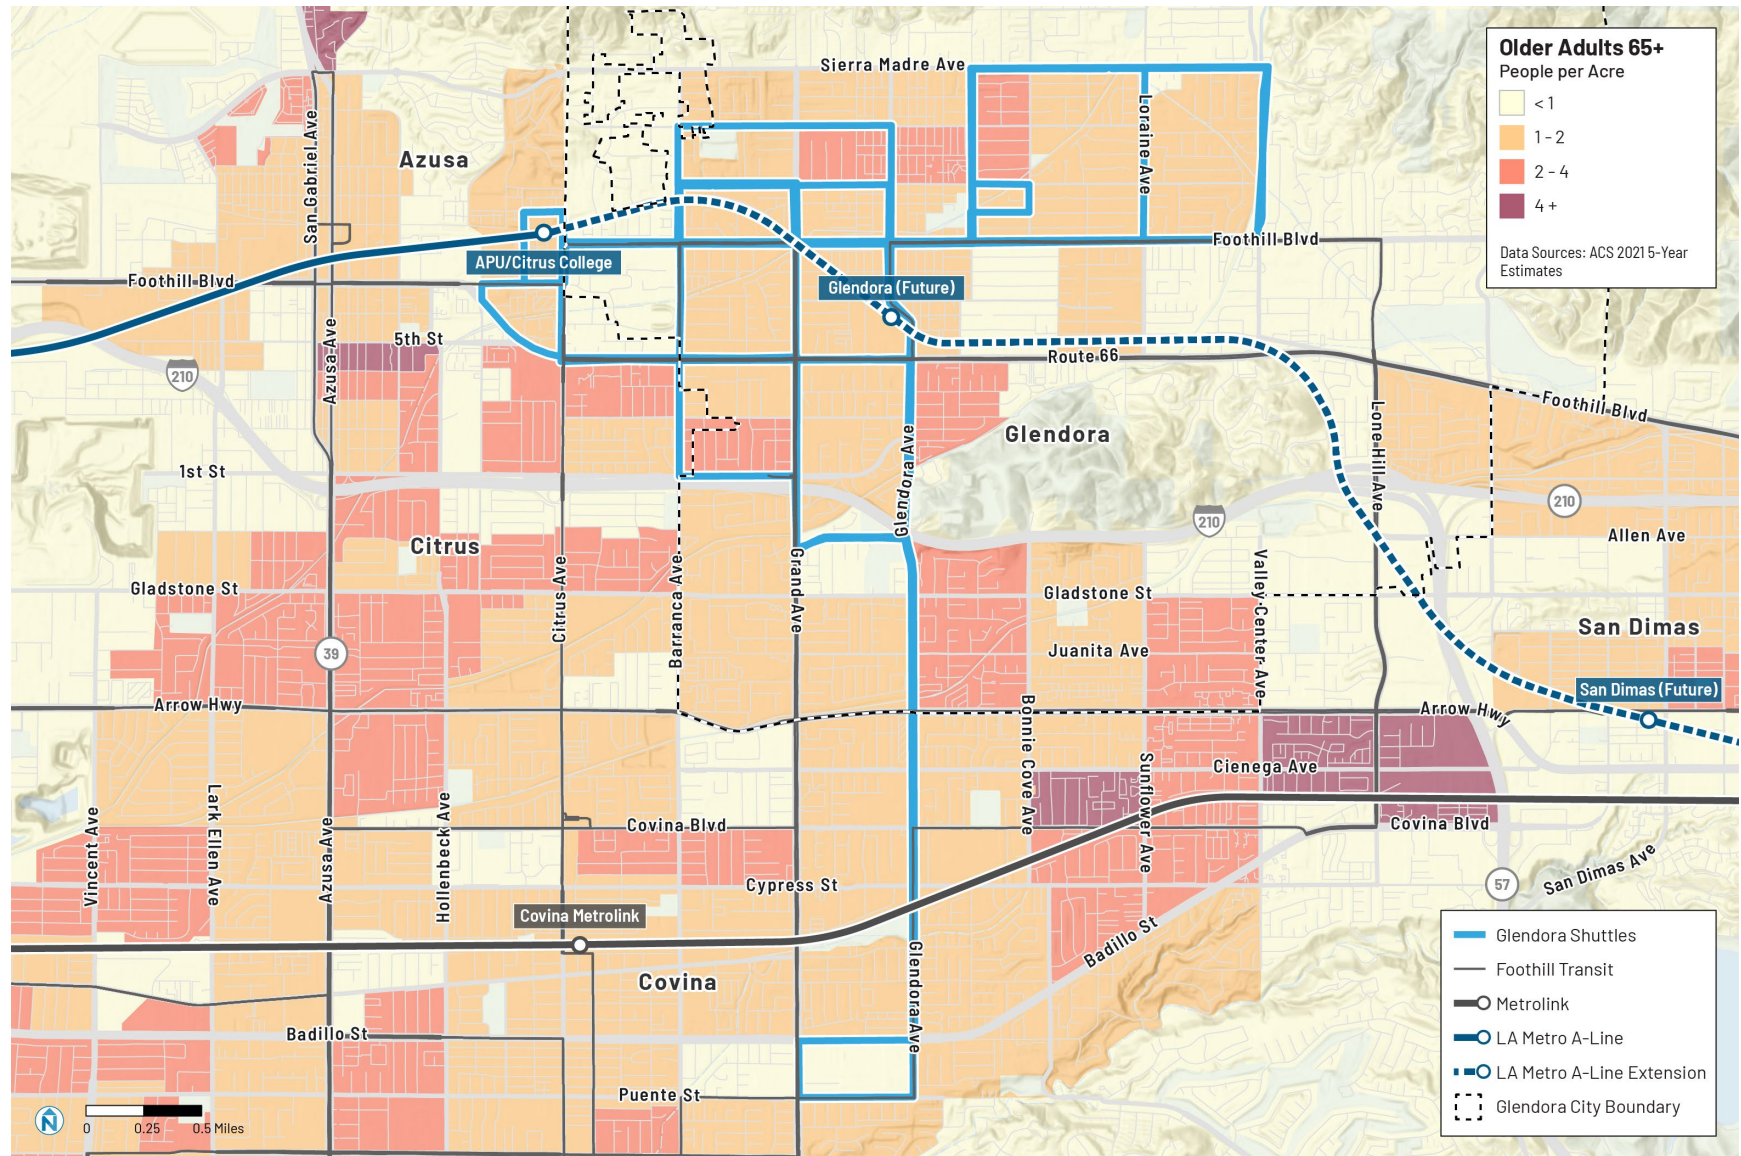 Older Adults 65+
People per Acre
< 1
1 - 2
2 - 4
4 +
Data Sources: ACS 2021 5-Year
Estimates
Sierra Madre Ave
Loraine Ave
San Gabriel Ave
Azusa
Foothill Blvd
APU/Citrus College
Foothill Blvd
Glendora (Future)
5th St
Azusa Ave
210
Route 66
Foothill Blvd
Lone Hill Ave
Glendora
Glendora Ave
1st St
210
210
Allen Ave
Citrus
Gladstone St
Citrus Ave
Barranca Ave
Grand Ave
Gladstone St
Valley Center Ave
San Dimas
39
Juanita Ave
San Dimas (Future)
Arrow Hwy
Arrow Hwy
Bonnie Cove Ave
Sunflower Ave
Cienega Ave
Vincent Ave
Lark Ellen Ave
Azusa Ave
Hollenbeck Ave
Covina Blvd
Covina Blvd
Cypress St
57
San Dimas Ave
Covina Metrolink
Badillo St
Covina
Glendora Ave
Badillo St
Puente St
N
0 0.25 0.5 Miles
Glendora Shuttles
Foothill Transit
Metrolink
LA Metro A-Line
LA Metro A-Line Extension
Glendora City Boundary